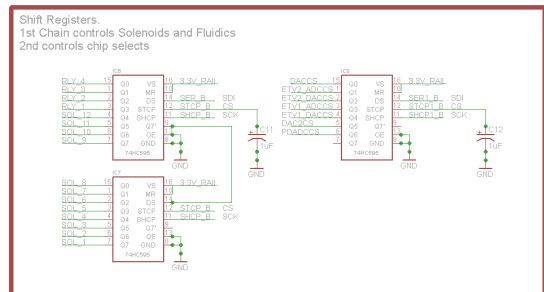 Shift Registers.
1st Chain controls Solenoids and Fluidics
2nd controls chip selects
RLY_4 15 Q0 VS 16 3.3V_RAIL
RLY_3 1 Q1 MR 10
RLY_2 2 Q2 DS 14 SER_B SDI
RLY_1 3 Q3 STCP 12 STCP_B CS
SOL_12 4 Q4 SHCP 11 SHCP_B SCK
SOL_11 5 Q5 Q7' 9
SOL_10 6 Q6 OE 13
SOL_9 7 Q7 GND 8
74HC595
GND
C11
1uF
GND
IC7
SOL_8 15 Q0 VS 16 3.3V_RAIL
SOL_7 1 Q1 MR 10
SOL_6 2 Q2 DS 14
SOL_5 3 Q3 STCP 12 STCP_B CS
SOL_4 4 Q4 SHCP 11 SHCP_B SCK
SOL_3 5 Q5 Q7' 9
SOL_2 6 Q6 OE 13
SOL_1 7 Q7 GND 8
74HC595
GND
DACCS 15 Q0 VS 16 3.3V_RAIL
ETV2_ADCCS 1 Q1 MR 10
ETV2_DACCS 2 Q2 DS 14 SER1_B SDI
ETV1_ADCCS 3 Q3 STCP 12 STCP1_B CS
ETV1_DACCS 4 Q4 SHCP 11 SHCP1_B SCK
DAC2CS 5 Q5 Q7' 9
PDADCCS 6 Q6 OE 13
7 Q7 GND 8
74HC595
GND
C12
1uF
GND